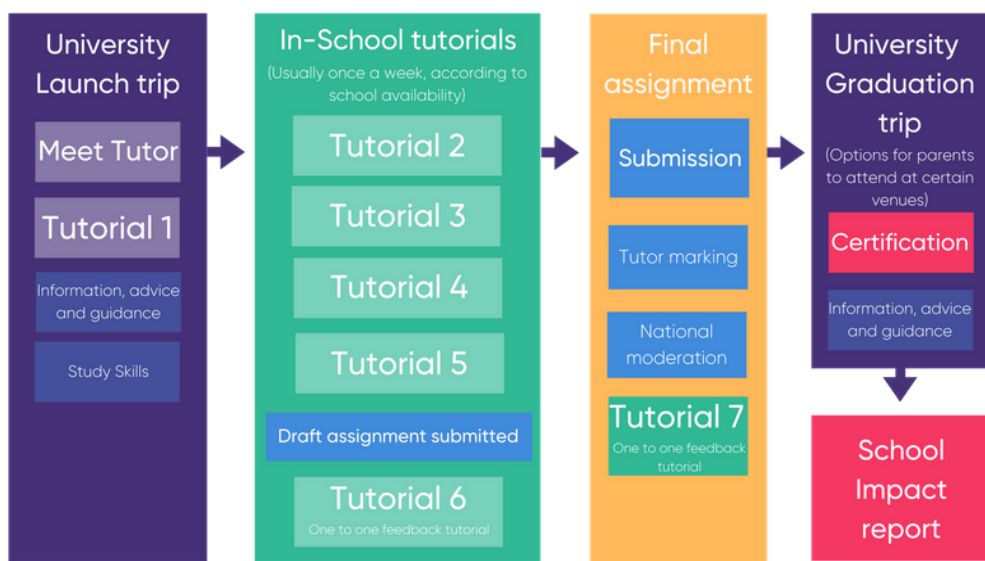 University
Launch trip
Meet Tutor
Tutorial 1
Information, advice
and guidance
Study Skills
In-School tutorials
(Usually once a week, according to
school availability)
Tutorial 2
Tutorial 3
Tutorial 4
Tutorial 5
Draft assignment submitted
Tutorial 6
One to one feedback tutorial
Final
assignment
Submission
Tutor marking
National
moderation
Tutorial 7
One to one feedback
tutorial
University
Graduation
trip
(Options for parents
to attend at certain
venues)
Certification
Information, advice
and guidance
School
Impact
report